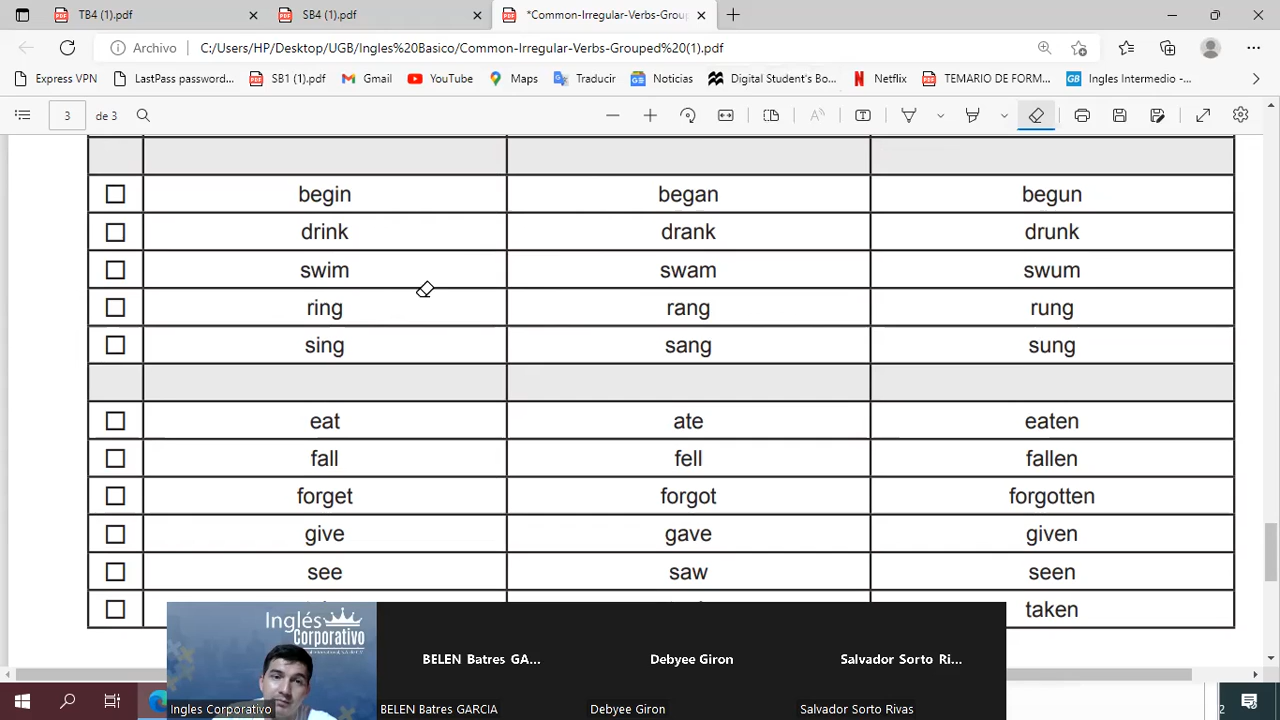 TB4 (1).pdf SB4 (1).pdf *Common-Irregular-Verbs-Grou
Archivo C:/Users/HP/Desktop/UGB/Ingles%20Basico/Common-Irregular-Verbs-Grouped%20(1).pdf
Express VPN LastPass password... SB1 (1).pdf Gmail YouTube Maps Traducir Noticias Digital Student's Bo... Netflix TEMARIO DE FORM... GB Ingles Intermedio -...
3 de 3
begin began begun
drink drank drunk
swim swam swum
ring rang rung
sing sang sung
eat ate eaten
fall fell fallen
forget forgot forgotten
give gave given
see saw seen
taken
Inglés
Corporativo
BELEN Batres GA... Debyee Giron Salvador Sorto Ri...
Ingles Corporativo BELEN Batres GARCIA Debyee Giron Salvador Sorto Rivas
2